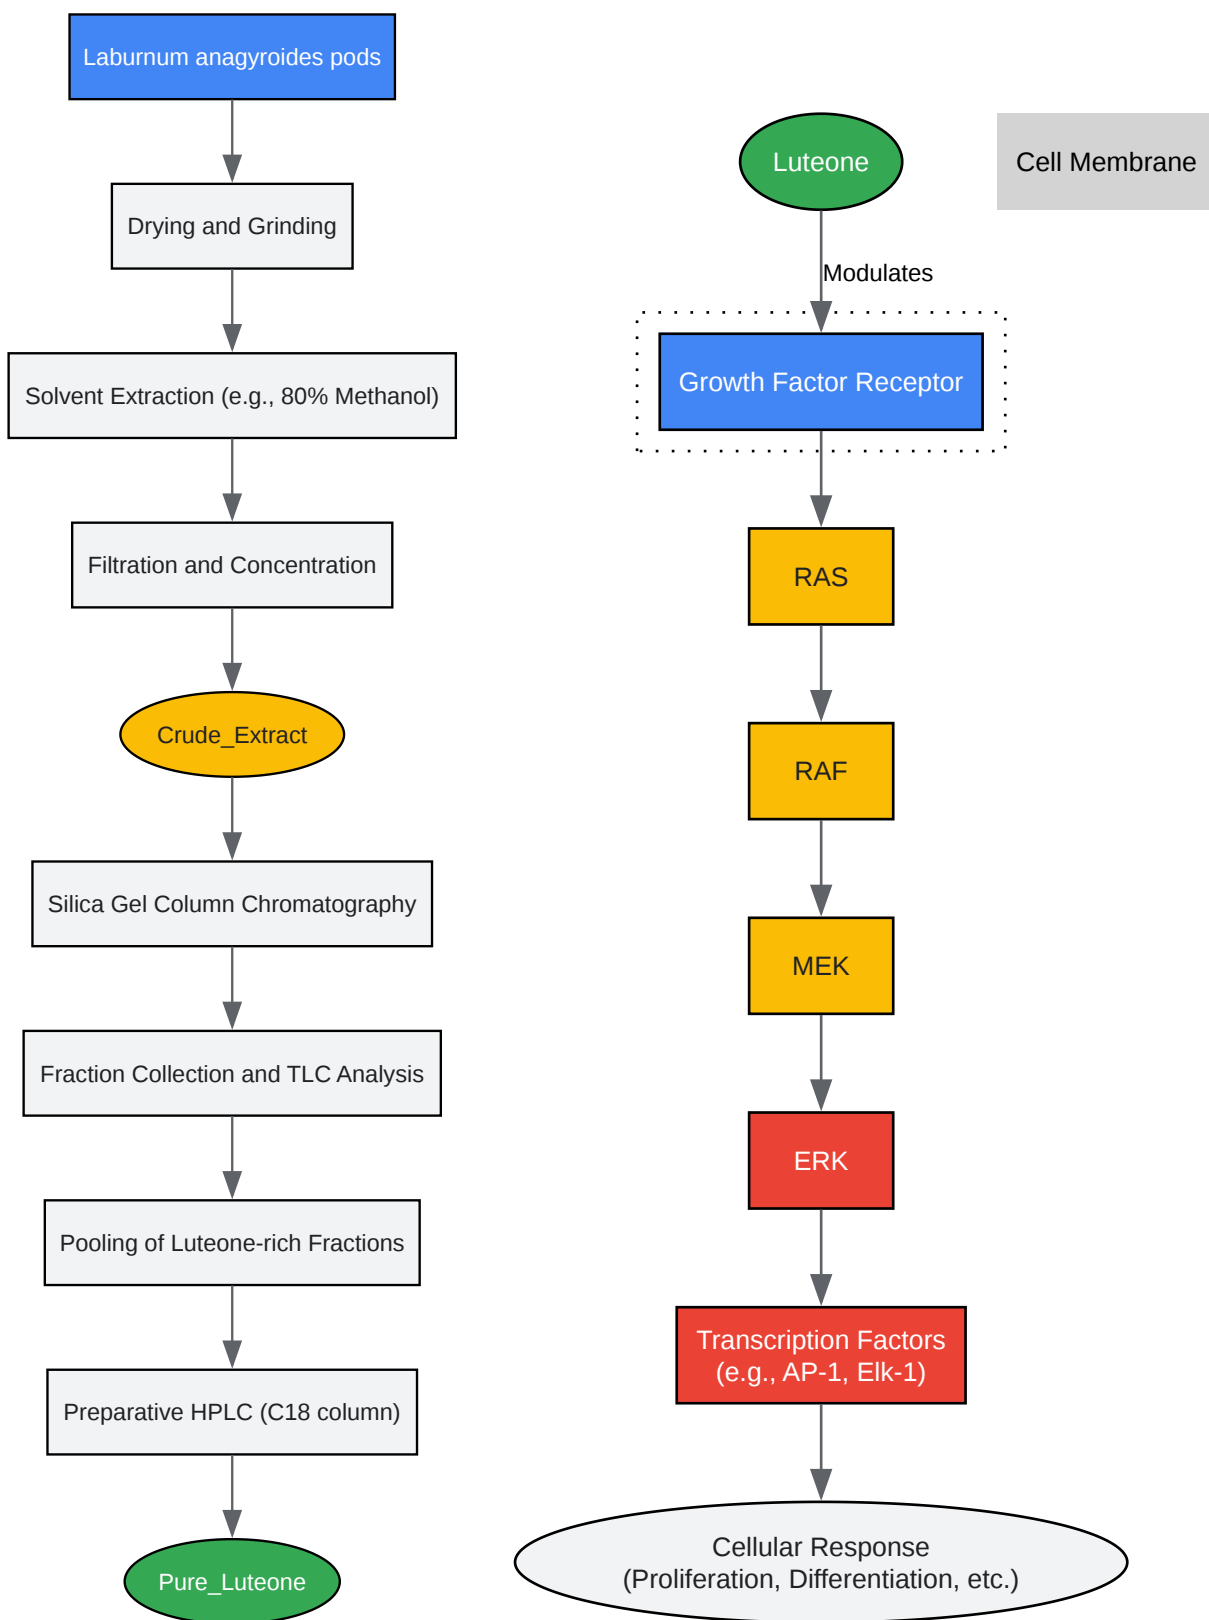 Laburnum anagyroides pods
Drying and Grinding
Solvent Extraction (e.g., 80% Methanol)
Filtration and Concentration
Crude_Extract
Silica Gel Column Chromatography
Fraction Collection and TLC Analysis
Pooling of Luteone-rich Fractions
Preparative HPLC (C18 column)
Pure_Luteone
Luteone
Cell Membrane
Modulates
Growth Factor Receptor
RAS
RAF
MEK
ERK
Transcription Factors
(e.g., AP-1, Elk-1)
Cellular Response
(Proliferation, Differentiation, etc.)